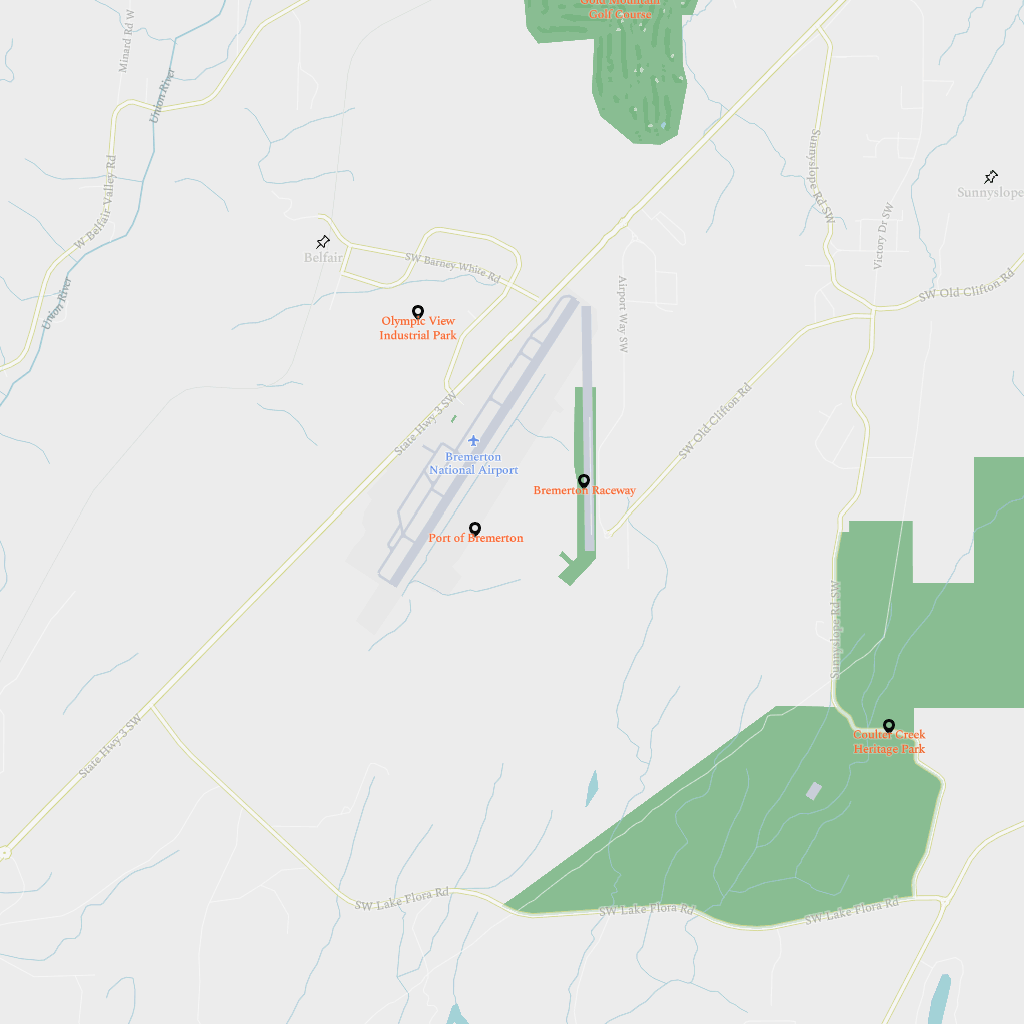 Gold Mountain
Golf Course
Minard Rd W
Union River
W Belfair Valley Rd
Sunnyslope Rd SW
Sunnyslope
Victory Dr SW
Belfair
SW Barney White Rd
Union River
Airport Way SW
SW Old Clifton Rd
Olympic View
Industrial Park
State Hwy 3 SW
SW Old Clifton Rd
Bremerton
National Airport
Bremerton Raceway
Port of Bremerton
Sunnyslope Rd SW
State Hwy 3 SW
Coulter Creek
Heritage Park
SW Lake Flora Rd
SW Lake Flora Rd
SW Lake Flora Rd